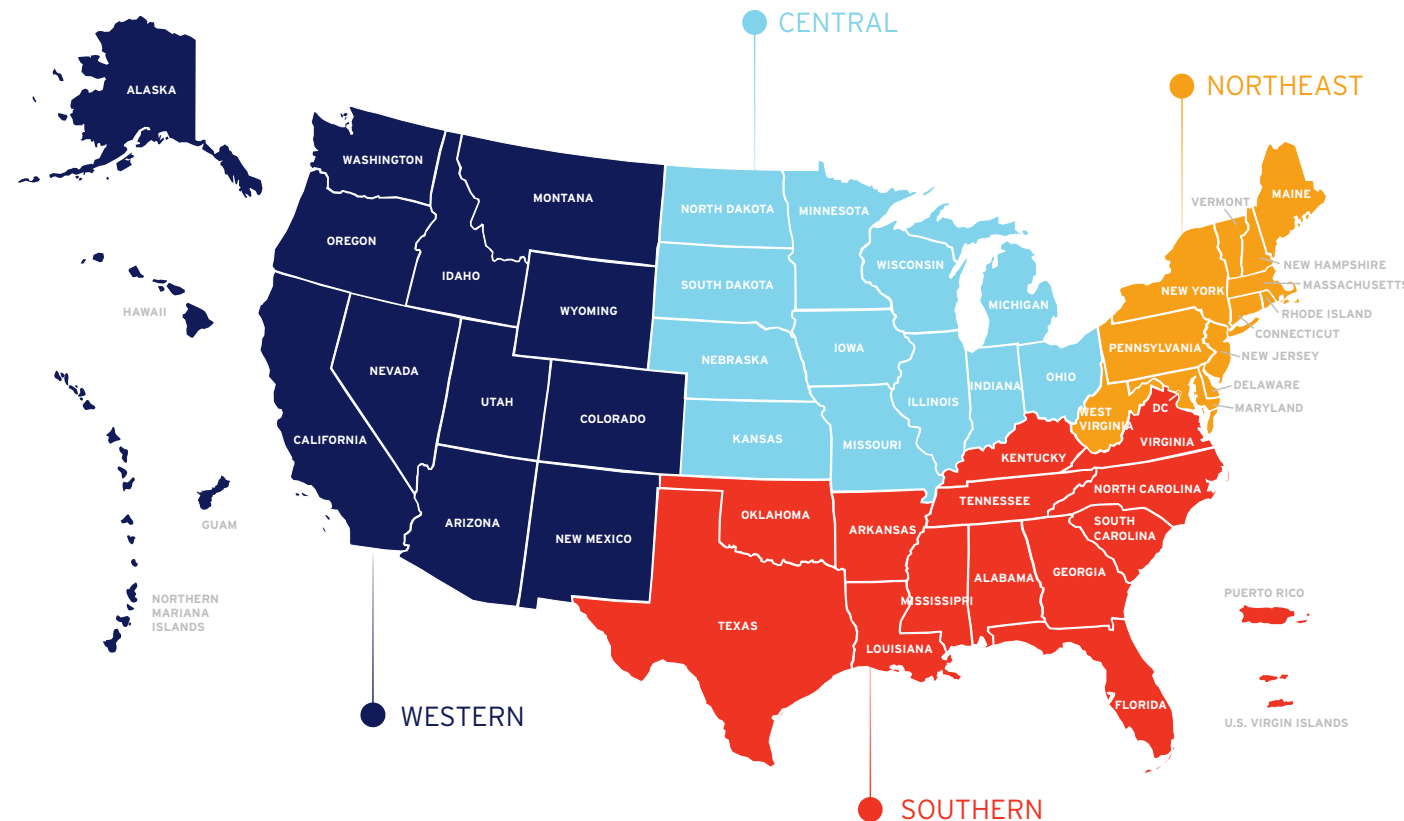 CENTRAL
NORTHEAST
ALASKA
WASHINGTON
MONTANA
NORTH DAKOTA
MINNESOTA
VERMONT
MAINE
OREGON
IDAHO
WISCONSIN
NEW HAMPSHIRE
SOUTH DAKOTA
MASSACHUSETTS
NEW YORK
MICHIGAN
HAWAII
WYOMING
RHODE ISLAND
CONNECTICUT
IOWA
PENNSYLVANIA
NEW JERSEY
NEBRASKA
NEVADA
INDIANA
OHIO
DELAWARE
UTAH
ILLINOIS
MARYLAND
DC
WEST
VIRGINIA
COLORADO
CALIFORNIA
KANSAS
MISSOURI
VIRGINIA
KENTUCKY
NORTH CAROLINA
TENNESSEE
OKLAHOMA
GUAM
ARIZONA
ARKANSAS
SOUTH
CAROLINA
NEW MEXICO
GEORGIA
ALABAMA
PUERTO RICO
NORTHERN
MARIANA
ISLANDS
MISSISSIPPI
TEXAS
LOUISIANA
FLORIDA
WESTERN
U.S. VIRGIN ISLANDS
SOUTHERN